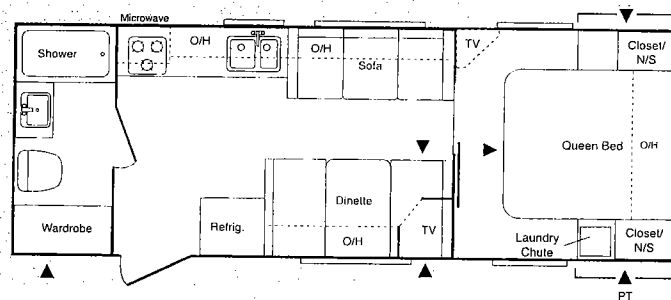 Microwave
Shower
O/H
O/H
Sofa
TV
Closet/
N/S
Queen Bed
O/H
Wardrobe
Refrig.
Dinette
O/H
TV
Laundry
Chute
Closet/
N/S
PT